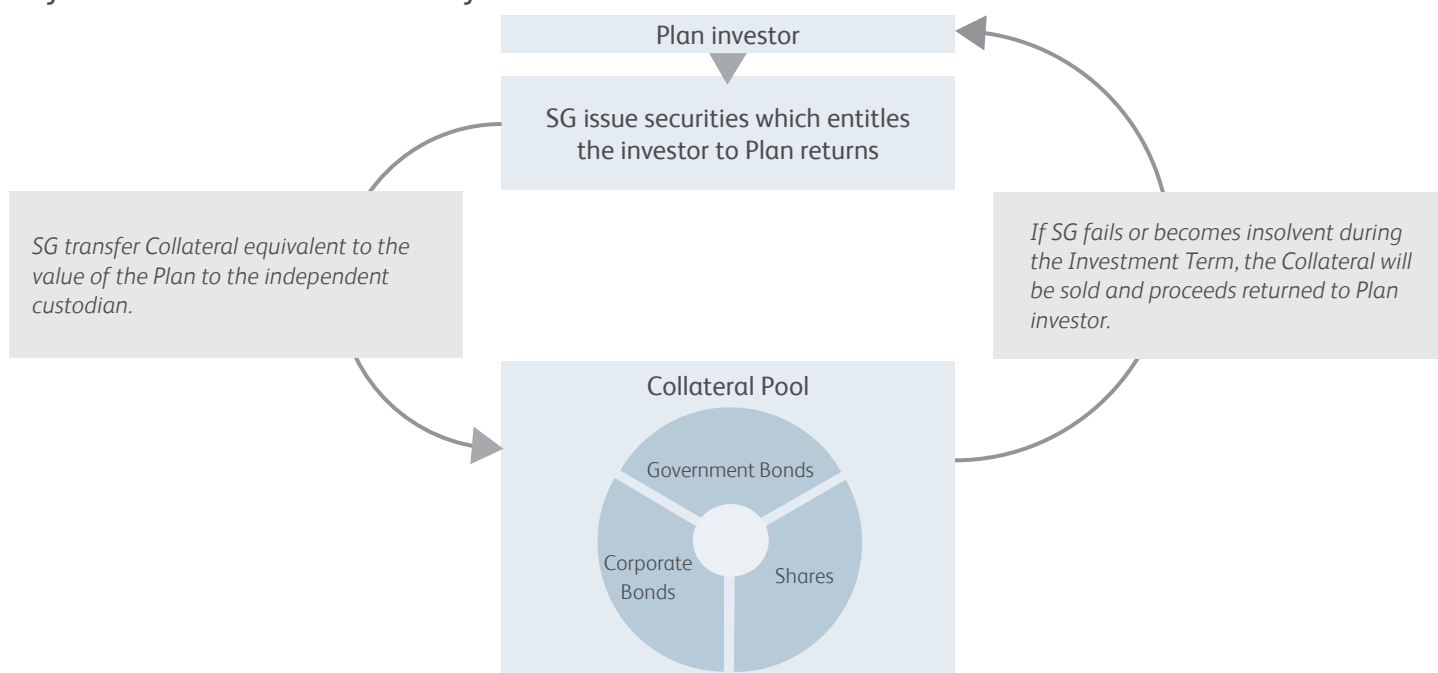 Plan investor
SG issue securities which entitles
the investor to Plan returns
SG transfer Collateral equivalent to the
value of the Plan to the independent
custodian.
If SG fails or becomes insolvent during
the Investment Term, the Collateral will
be sold and proceeds returned to Plan
investor.
Collateral Pool
Government Bonds
Corporate
Bonds
Shares